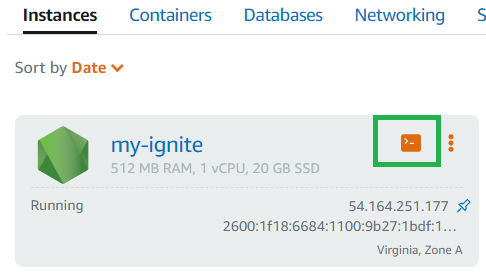 Instances Containers Databases Networking S
Sort by Date
my-ignite
>_
512 MB RAM, 1 vCPU, 20 GB SSD
Running
54.164.251.177
2600:1f18:6684:1100:9b27:1bdf:1...
Virginia, Zone A